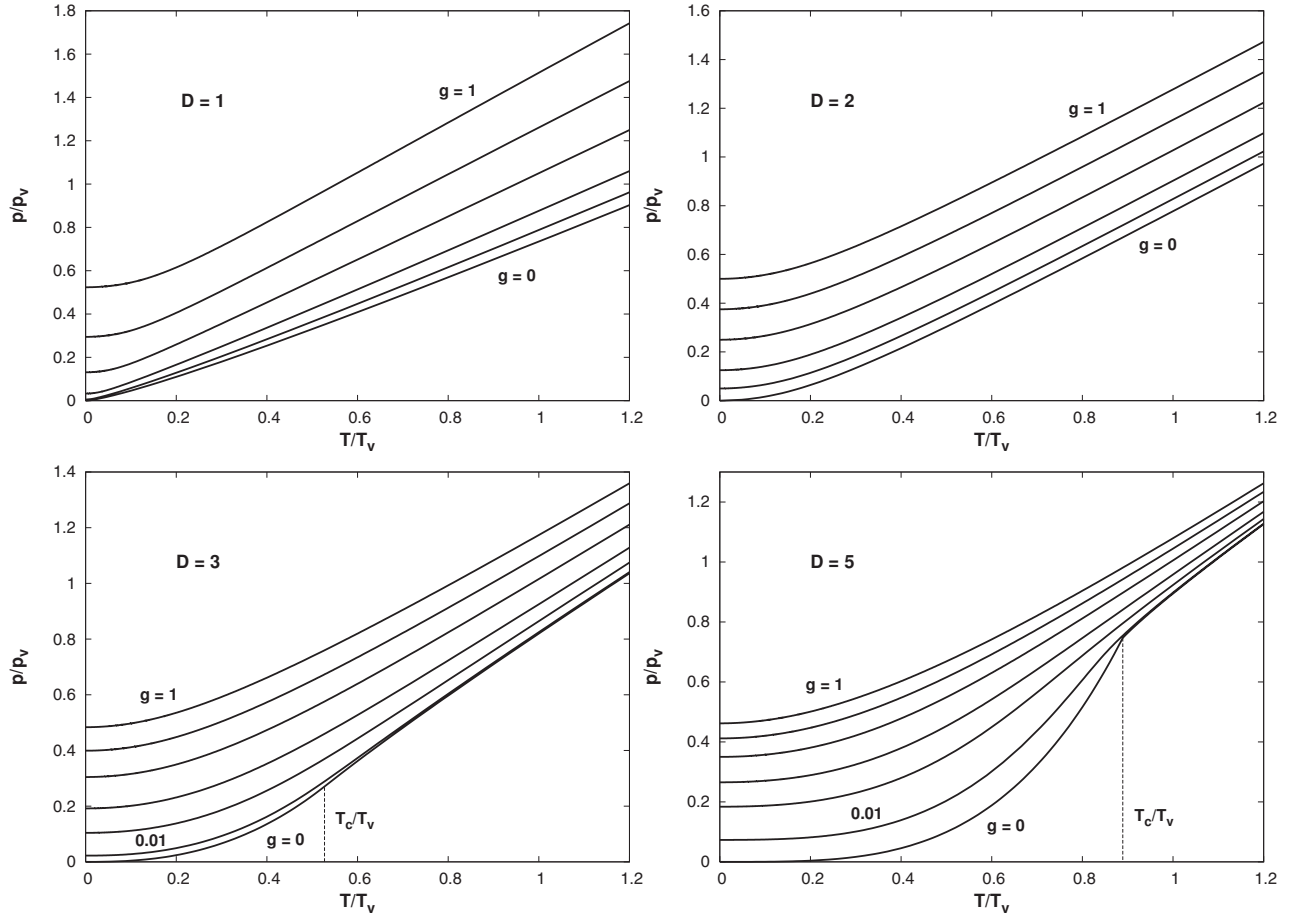 1.8
1.6
1.4
1.2
1
0.8
0.6
0.4
0.2
0
p/pv
D = 1
g = 1
g = 0
0 0.2 0.4 0.6 0.8 1 1.2
T/Tv
1.6
1.4
1.2
1
0.8
0.6
0.4
0.2
0
p/pv
D = 2
g = 1
g = 0
0 0.2 0.4 0.6 0.8 1 1.2
T/Tv
1.4
1.2
1
0.8
0.6
0.4
0.2
0
p/pv
D = 3
g = 1
0.01
g = 0
Tc/Tv
0 0.2 0.4 0.6 0.8 1 1.2
T/Tv
1.2
1
0.8
0.6
0.4
0.2
0
p/pv
D = 5
g = 1
0.01
g = 0
Tc/Tv
0 0.2 0.4 0.6 0.8 1 1.2
T/Tv